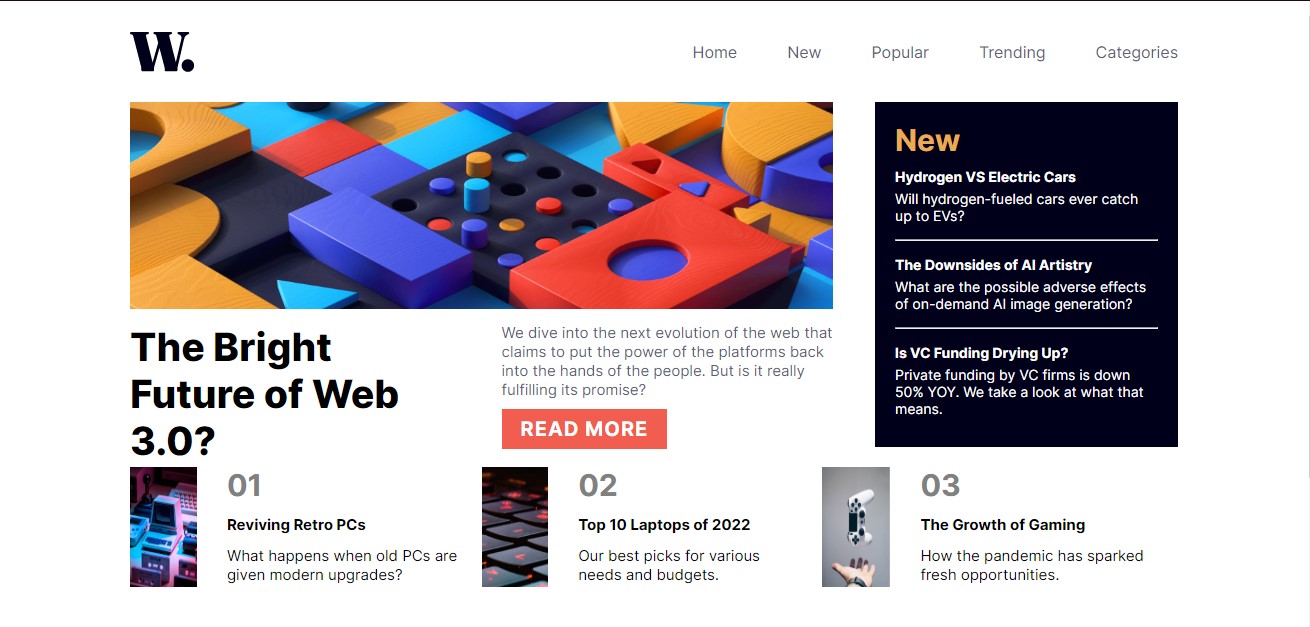 W.
Home
New
Popular
Trending
Categories
The Bright
Future of Web
3.0?
We dive into the next evolution of the web that
claims to put the power of the platforms back
into the hands of the people. But is it really
fulfilling its promise?
READ MORE
New
Hydrogen VS Electric Cars
Will hydrogen-fueled cars ever catch
up to EVs?
The Downsides of AI Artistry
What are the possible adverse effects
of on-demand AI image generation?
Is VC Funding Drying Up?
Private funding by VC firms is down
50% YOY. We take a look at what that
means.
01
Reviving Retro PCs
What happens when old PCs are
given modern upgrades?
02
Top 10 Laptops of 2022
Our best picks for various
needs and budgets.
03
The Growth of Gaming
How the pandemic has sparked
fresh opportunities.